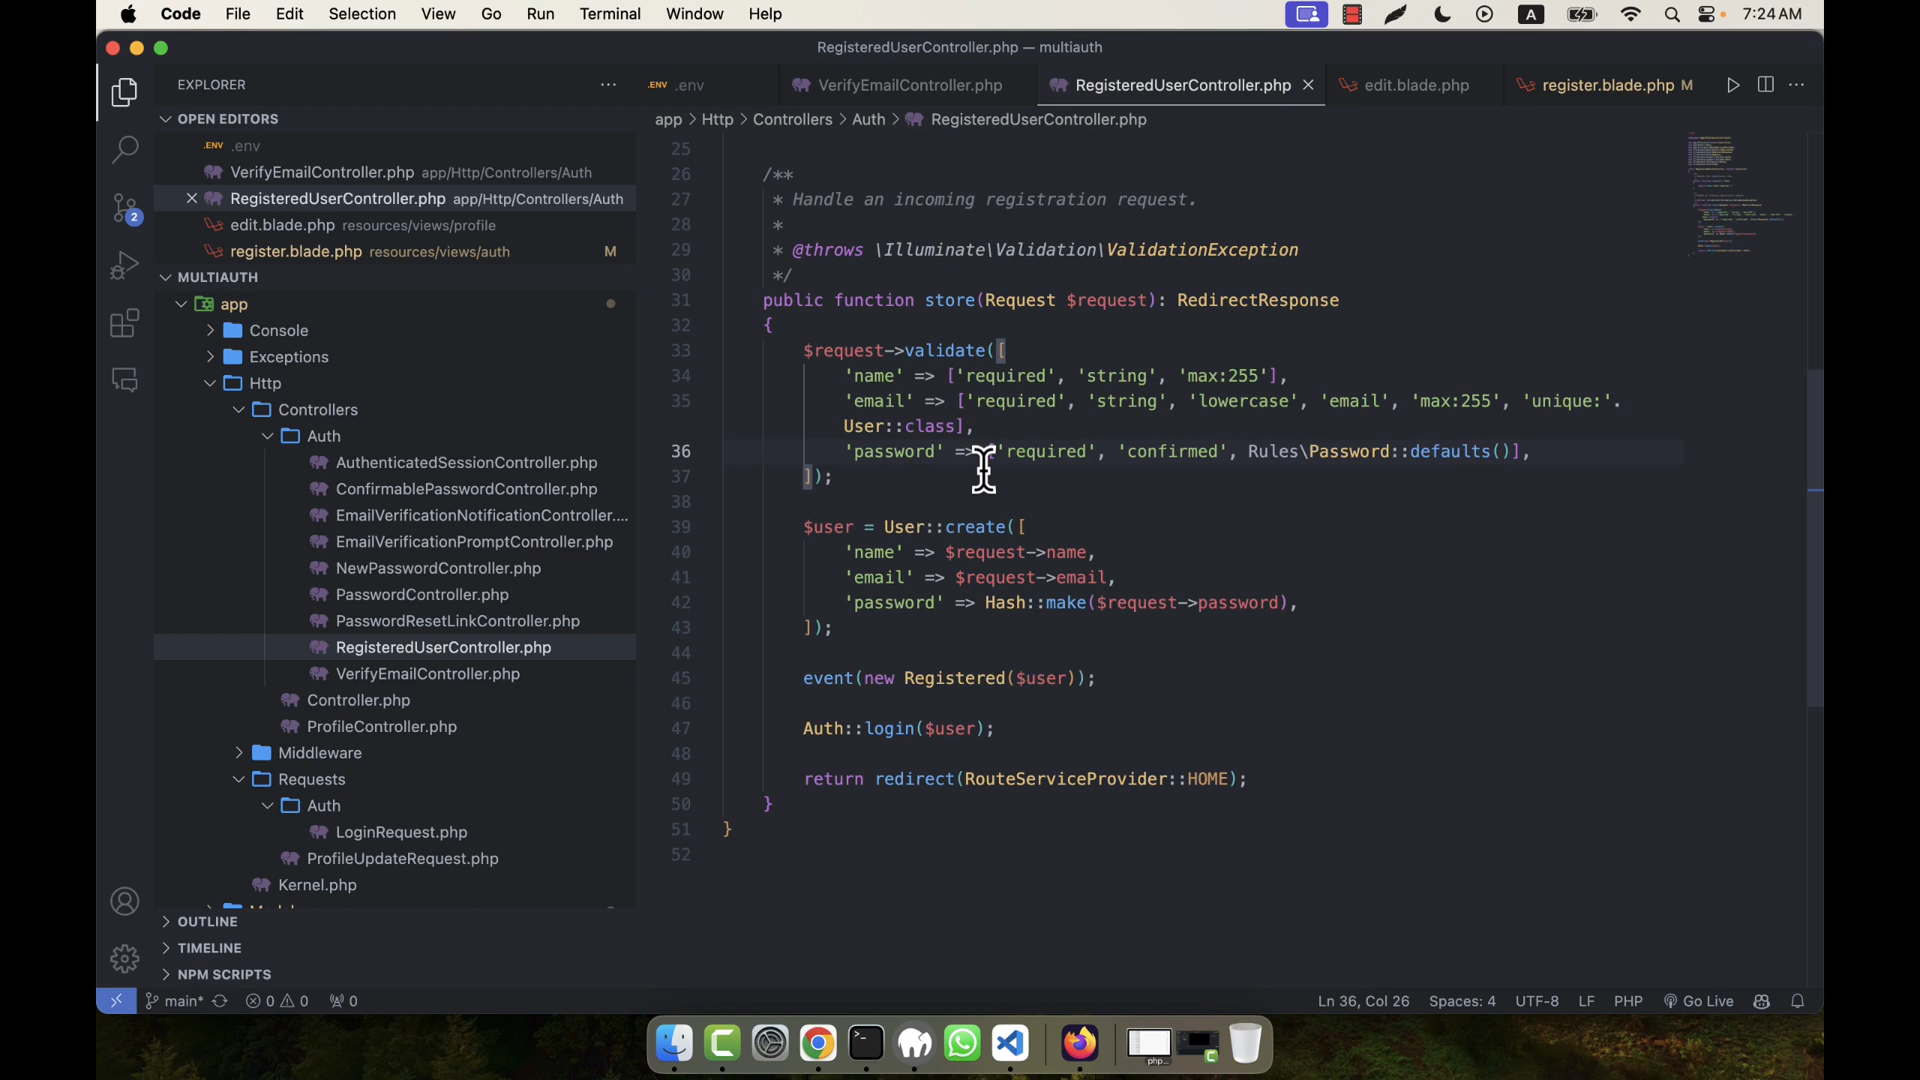 Code File Edit Selection View Go Run Terminal Window Help A 7:24 AM
RegisteredUserController.php — multiauth
EXPLORER
.ENV .env VerifyEmailController.php RegisteredUserController.php edit.blade.php register.blade.php M
OPEN EDITORS
app > Http > Controllers > Auth > RegisteredUserController.php
.ENV .env
VerifyEmailController.php app/Http/Controllers/Auth
RegisteredUserController.php app/Http/Controllers/Auth
edit.blade.php resources/views/profile
register.blade.php resources/views/auth M
MULTIAUTH
app
Console
Exceptions
Http
Controllers
Auth
AuthenticatedSessionController.php
ConfirmablePasswordController.php
EmailVerificationNotificationController....
EmailVerificationPromptController.php
NewPasswordController.php
PasswordController.php
PasswordResetLinkController.php
RegisteredUserController.php
VerifyEmailController.php
Controller.php
ProfileController.php
Middleware
Requests
Auth
LoginRequest.php
ProfileUpdateRequest.php
Kernel.php
OUTLINE
TIMELINE
NPM SCRIPTS
2
25
26 /**
27 * Handle an incoming registration request.
28 *
29 * @throws \Illuminate\Validation\ValidationException
30 */
31 public function store(Request $request): RedirectResponse
32 {
33 $request->validate([
34 'name' => ['required', 'string', 'max:255'],
35 'email' => ['required', 'string', 'lowercase', 'email', 'max:255', 'unique:'.
User::class],
36 'password' => ['required', 'confirmed', Rules\Password::defaults()],
37 ]);
38
39 $user = User::create([
40 'name' => $request->name,
41 'email' => $request->email,
42 'password' => Hash::make($request->password),
43 ]);
44
45 event(new Registered($user));
46
47 Auth::login($user);
48
49 return redirect(RouteServiceProvider::HOME);
50 }
51 }
52
main* 0 0 0 Ln 36, Col 26 Spaces: 4 UTF-8 LF PHP Go Live
php...